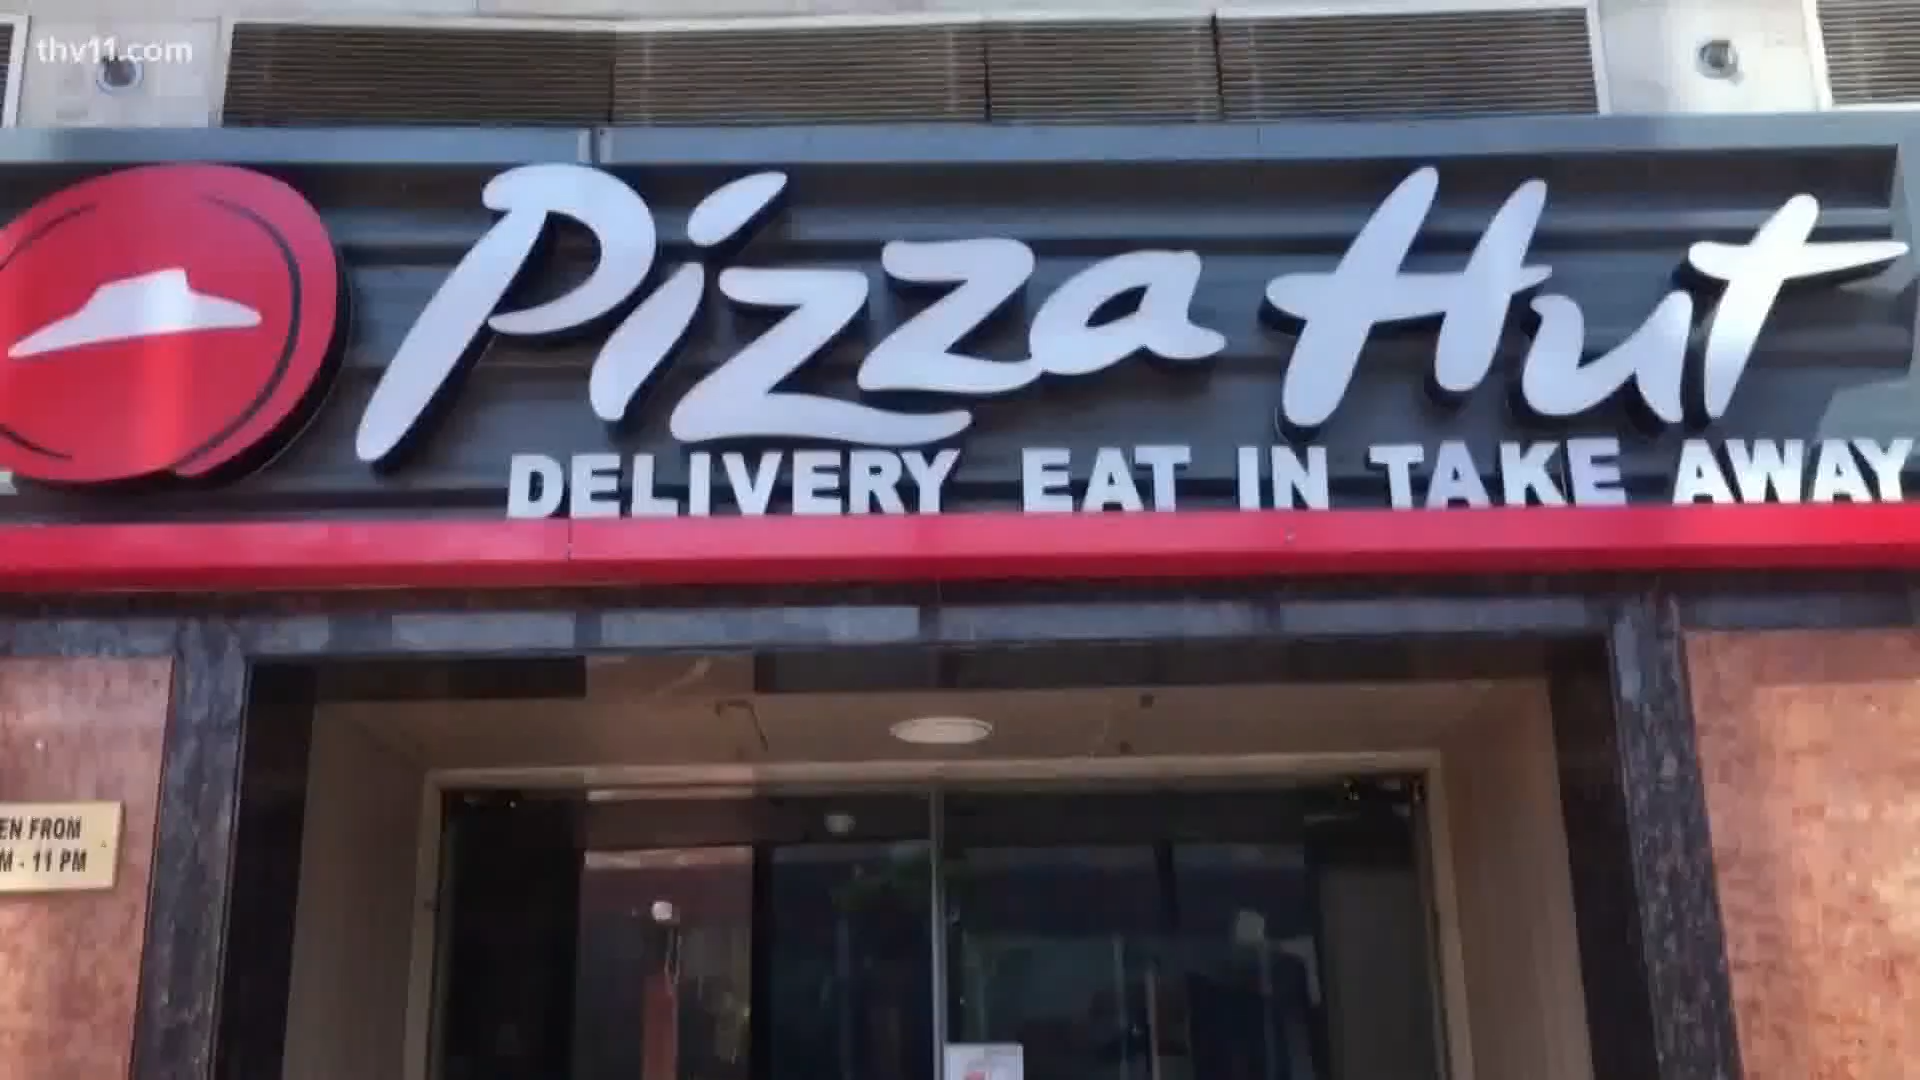 thv11.com
Pizza Hut
DELIVERY EAT IN TAKE AWAY
EN FROM
M - 11 PM